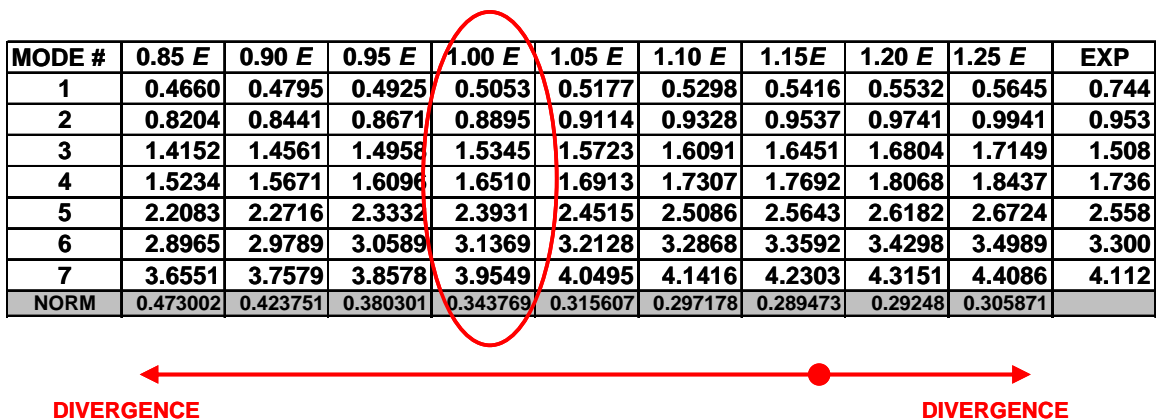 MODE # 0.85 E 0.90 E 0.95 E 1.00 E 1.05 E 1.10 E 1.15E 1.20 E 1.25 E EXP
1 0.4660 0.4795 0.4925 0.5053 0.5177 0.5298 0.5416 0.5532 0.5645 0.744
2 0.8204 0.8441 0.8671 0.8895 0.9114 0.9328 0.9537 0.9741 0.9941 0.953
3 1.4152 1.4561 1.4958 1.5345 1.5723 1.6091 1.6451 1.6804 1.7149 1.508
4 1.5234 1.5671 1.6096 1.6510 1.6913 1.7307 1.7692 1.8068 1.8437 1.736
5 2.2083 2.2716 2.3332 2.3931 2.4515 2.5086 2.5643 2.6182 2.6724 2.558
6 2.8965 2.9789 3.0589 3.1369 3.2128 3.2868 3.3592 3.4298 3.4989 3.300
7 3.6551 3.7579 3.8578 3.9549 4.0495 4.1416 4.2303 4.3151 4.4086 4.112
NORM 0.473002 0.423751 0.380301 0.343769 0.315607 0.297178 0.289473 0.29248 0.305871
DIVERGENCE DIVERGENCE